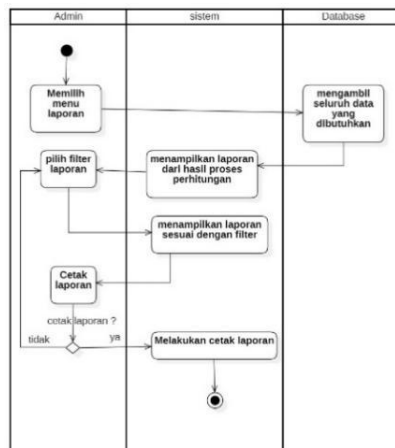 Admin
sistem
Database
Memilih
menu
laporan
mengambil
seluruh data
yang
dibutuhkan
pilih filter
laporan
menampilkan laporan
dari hasil proses
perhitungan
menampilkan laporan
sesuai dengan filter
Cetak
laporan
cetak laporan ?
tidak
ya
Melakukan cetak laporan